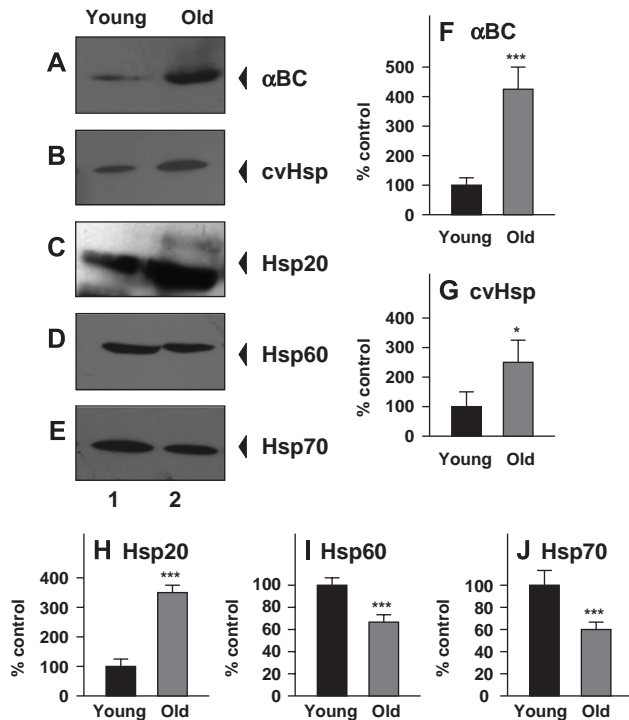 Young Old
A
αBC
B
cvHsp
C
Hsp20
D
Hsp60
E
Hsp70
1 2
F αBC
% control
500
400
300
200
100
0
***
Young Old
G cvHsp
% control
400
300
200
100
0
*
Young Old
H Hsp20
% control
400
300
200
100
0
***
Young Old
I Hsp60
% control
100
80
60
40
20
0
***
Young Old
J Hsp70
% control
100
80
60
40
20
0
***
Young Old